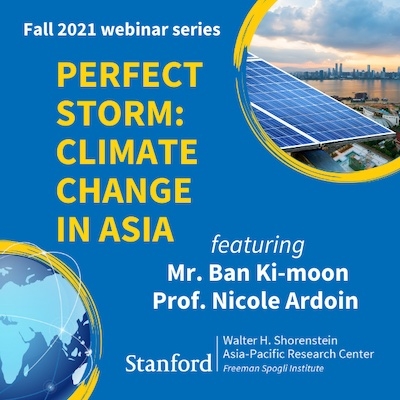 Fall 2021 webinar series
PERFECT
STORM:
CLIMATE
CHANGE
IN ASIA
featuring
Mr. Ban Ki-moon
Prof. Nicole Ardoin
Stanford
Walter H. Shorenstein
Asia-Pacific Research Center
Freeman Spogli Institute